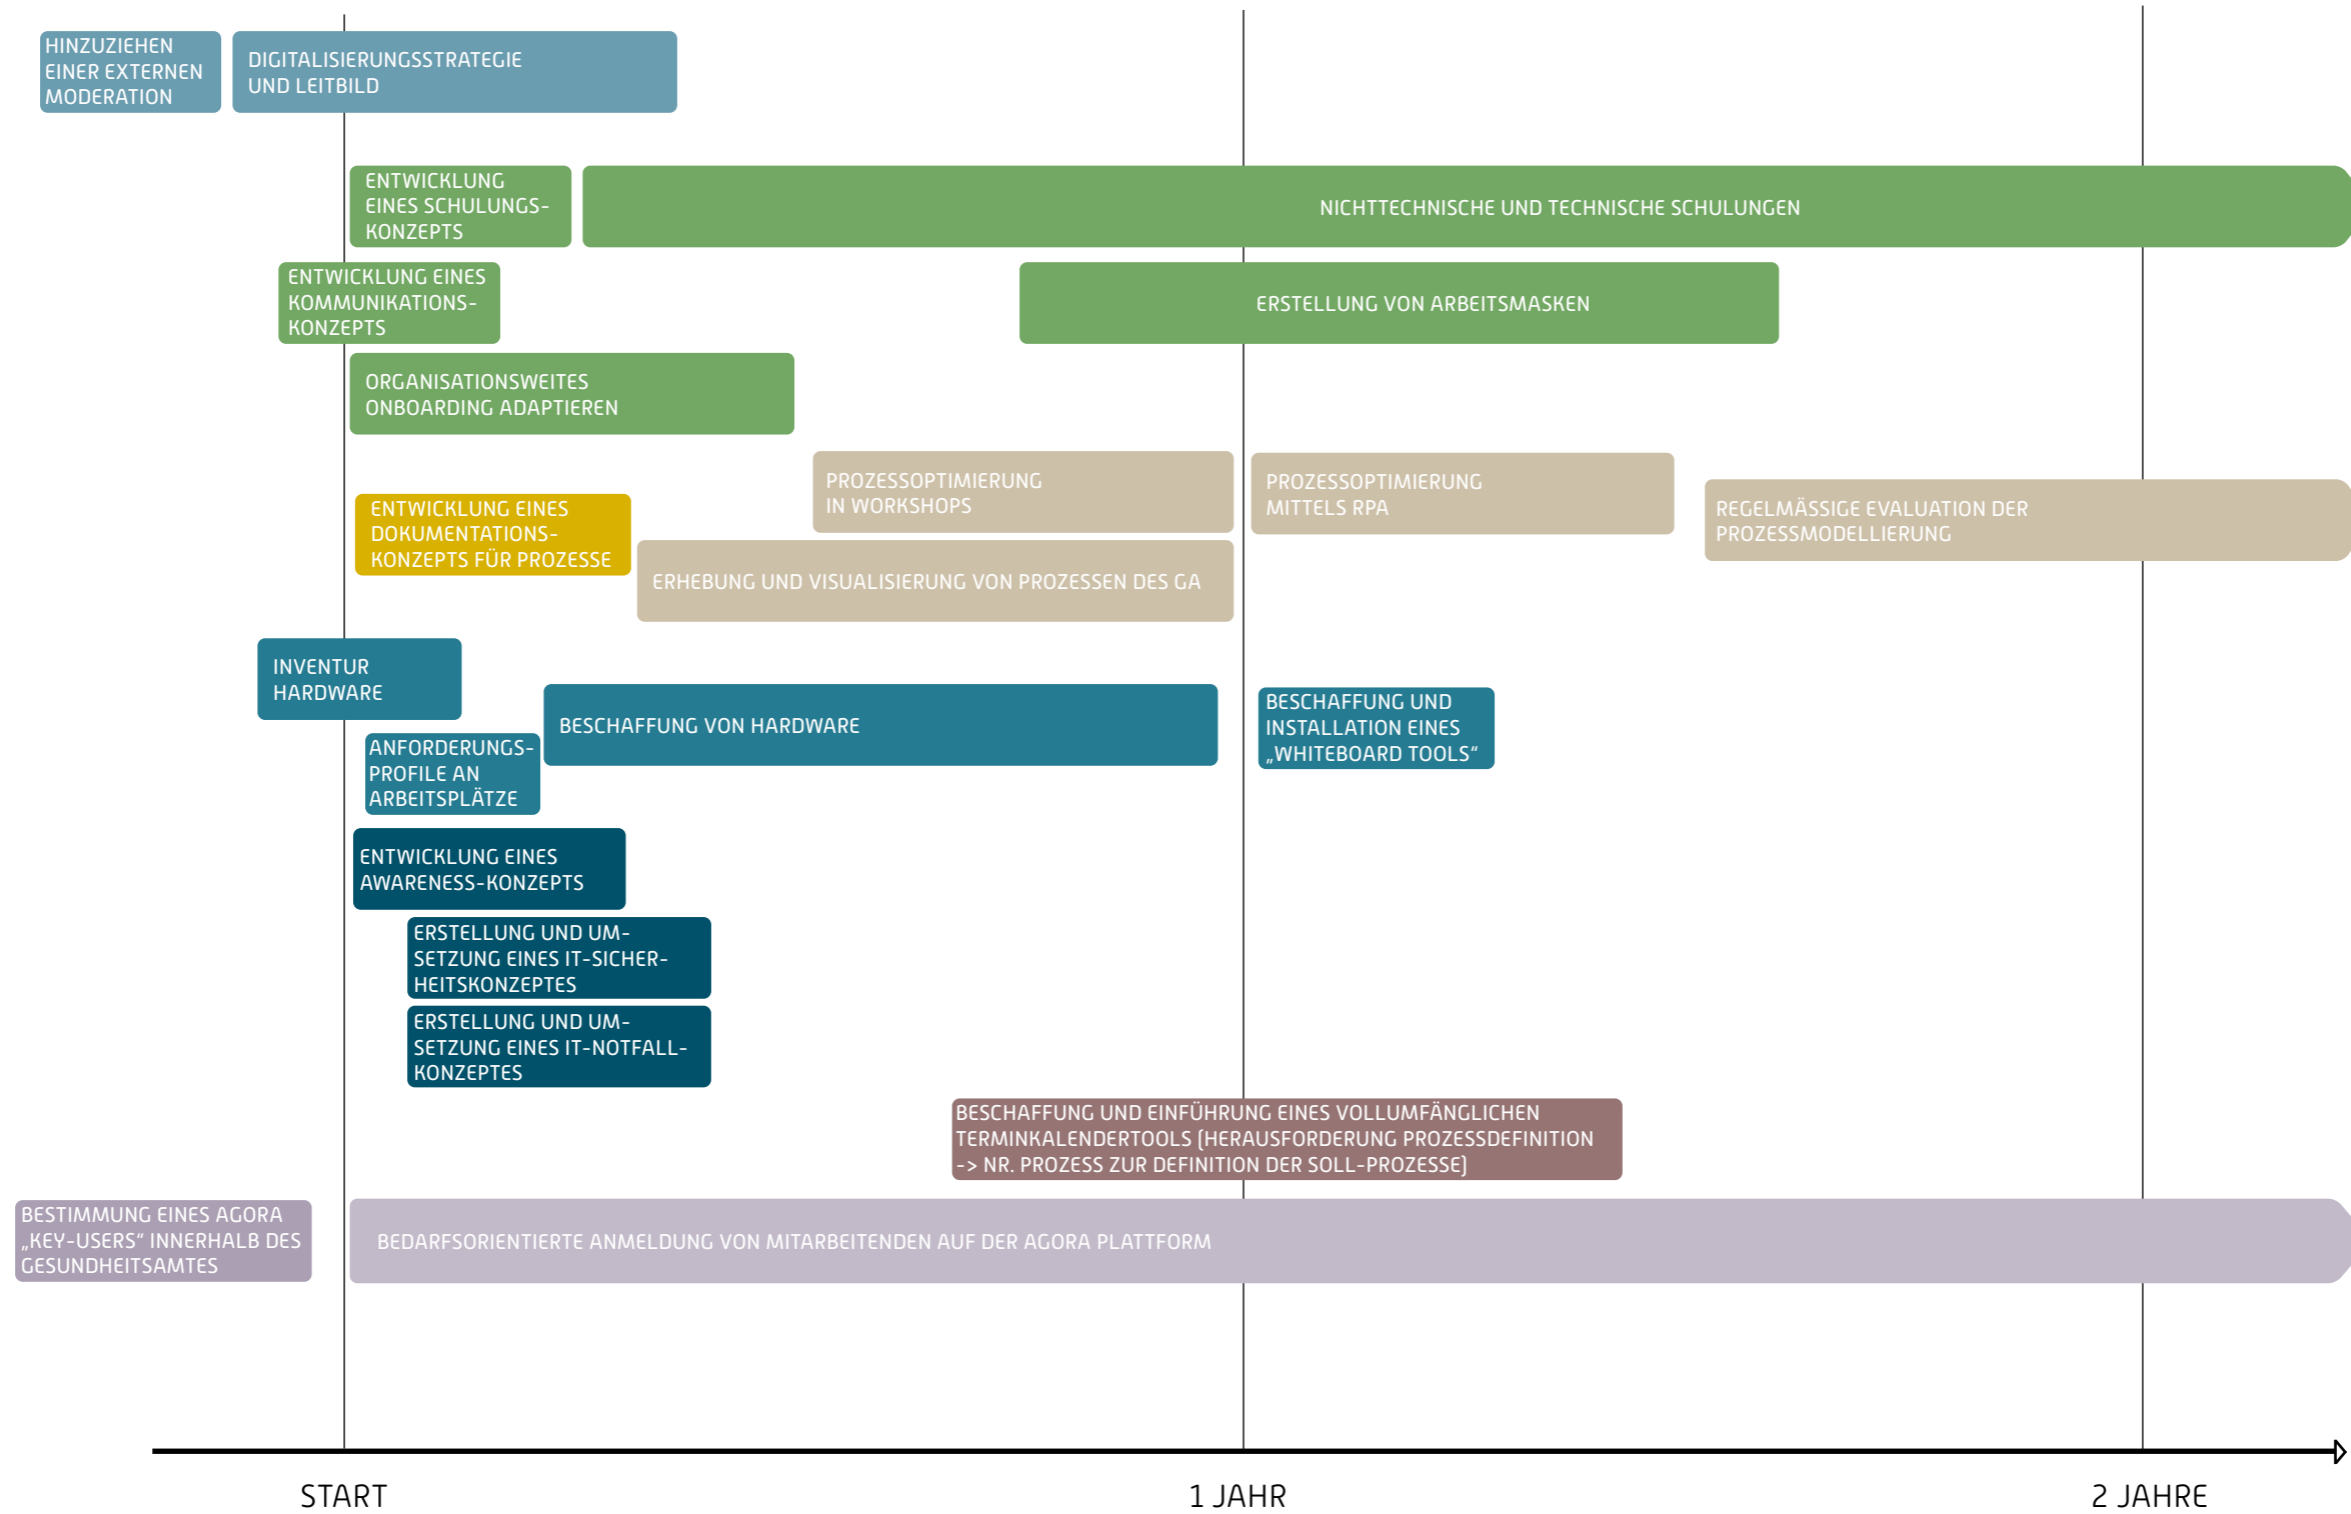 HINZUZIEHEN
EINER EXTERNEN
MODERATION
DIGITALISIERUNGSSTRATEGIE
UND LEITBILD
ENTWICKLUNG
EINES SCHULUNGS-
KONZEPTS
NICHTTECHNISCHE UND TECHNISCHE SCHULUNGEN
ENTWICKLUNG EINES
KOMMUNIKATIONS-
KONZEPTS
ERSTELLUNG VON ARBEITSMASKEN
ORGANISATIONSWEITES
ONBOARDING ADAPTIEREN
PROZESSOPTIMIERUNG
IN WORKSHOPS
PROZESSOPTIMIERUNG
MITTELS RPA
REGELMÄSSIGE EVALUATION DER
PROZESSMODELLIERUNG
ENTWICKLUNG EINES
DOKUMENTATIONS-
KONZEPTS FÜR PROZESSE
ERHEBUNG UND VISUALISIERUNG VON PROZESSEN DES GA
INVENTUR
HARDWARE
BESCHAFFUNG VON HARDWARE
BESCHAFFUNG UND
INSTALLATION EINES
„WHITEBOARD TOOLS“
ANFORDERUNGS-
PROFILE AN
ARBEITSPLÄTZE
ENTWICKLUNG EINES
AWARENESS-KONZEPTS
ERSTELLUNG UND UM-
SETZUNG EINES IT-SICHER-
HEITSKONZEPTES
ERSTELLUNG UND UM-
SETZUNG EINES IT-NOTFALL-
KONZEPTES
BESCHAFFUNG UND EINFÜHRUNG EINES VOLLUMFÄNGLICHEN
TERMINKALENDERTOOLS (HERAUSFORDERUNG PROZESSDEFINITION
-> NR. PROZESS ZUR DEFINITION DER SOLL-PROZESSE)
BESTIMMUNG EINES AGORA
„KEY-USERS“ INNERHALB DES
GESUNDHEITSAMTES
BEDARFSORIENTIERTE ANMELDUNG VON MITARBEITENDEN AUF DER AGORA PLATTFORM
START
1 JAHR
2 JAHRE